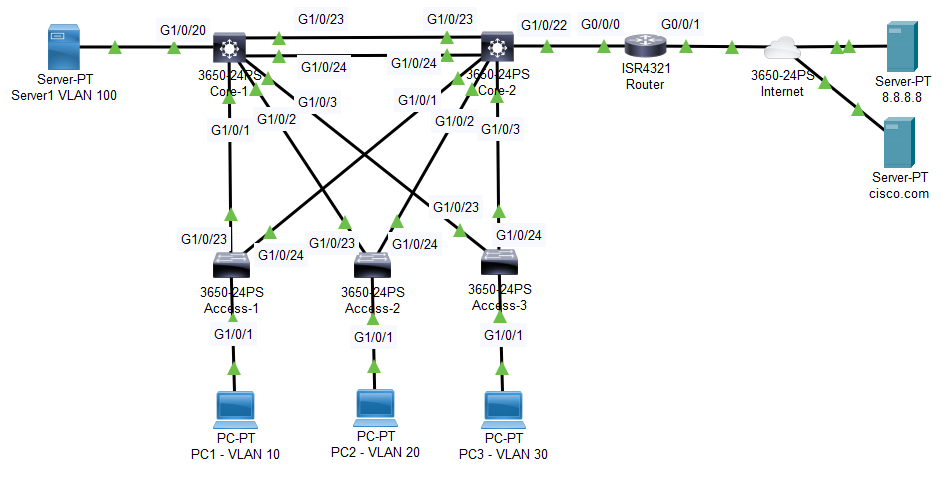 G1/0/20
G1/0/23
G1/0/23
G1/0/22
G0/0/0
G0/0/1
G1/0/24
G1/0/24
Server-PT
Server1 VLAN 100
3650-24PS
Core-1
3650-24PS
Core-2
ISR4321
Router
3650-24PS
Internet
Server-PT
8.8.8.8
G1/0/3
G1/0/1
G1/0/1
G1/0/2
G1/0/2
G1/0/3
Server-PT
cisco.com
G1/0/23
G1/0/24
G1/0/23
G1/0/24
G1/0/23
G1/0/24
3650-24PS
Access-1
3650-24PS
Access-2
3650-24PS
Access-3
G1/0/1
G1/0/1
G1/0/1
PC-PT
PC1 - VLAN 10
PC-PT
PC2 - VLAN 20
PC-PT
PC3 - VLAN 30